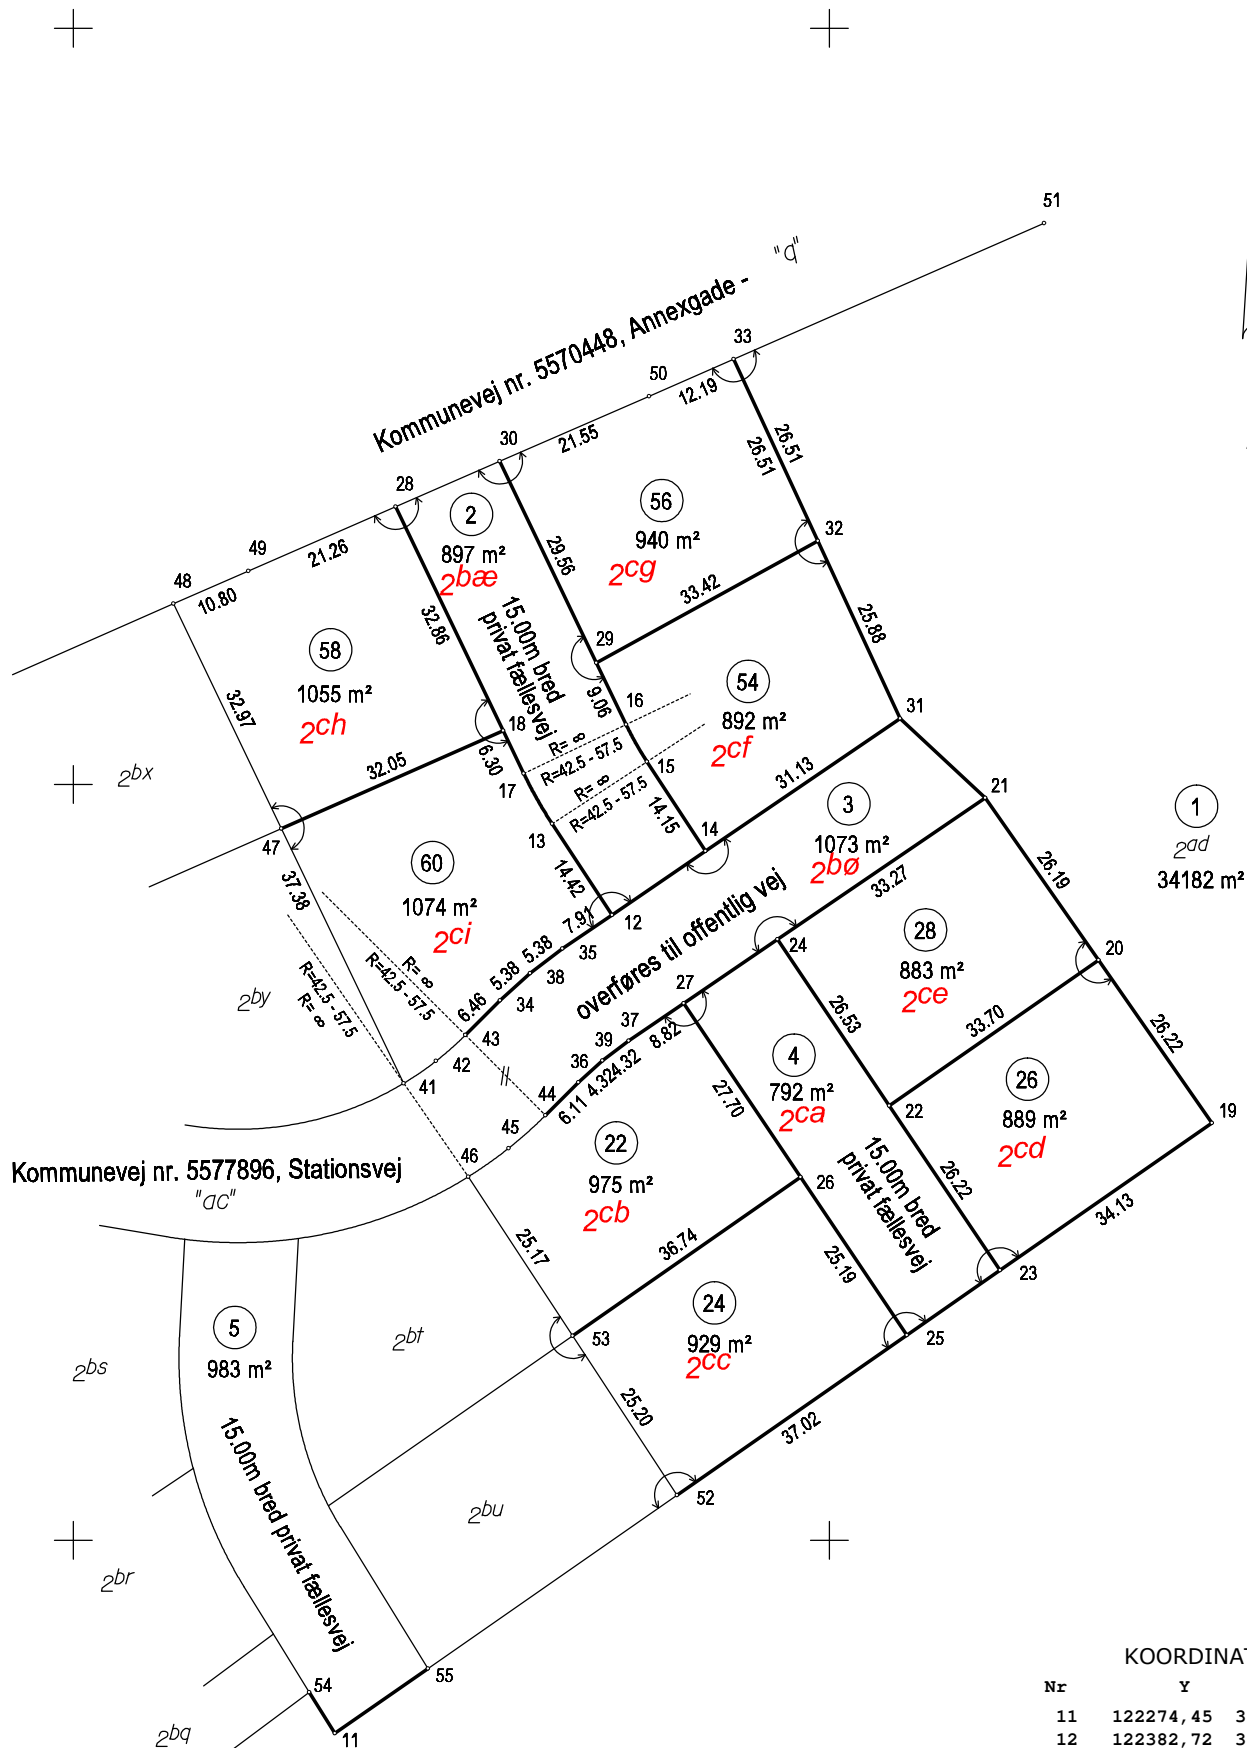 51
"q"
Kommunevej nr. 5570448, Annexgade -
33
50
12.19
30
21.55
26.51
26.51
28
2
56
897 m²
940 m²
32
2bæ
2cg
29.56
49
21.26
48
10.80
33.42
32.86
15.00m bred
privat fællesvej
29
25.88
58
1055 m²
2ch
54
892 m²
2cf
9.06
16
32.97
18
31
R= ∞
R=42.5 - 57.5
6.30
32.05
15
R= ∞
R=42.5 - 57.5
31.13
2bx
17
21
3
1073 m²
2bø
1
2ad
34182 m²
13
14.15
14
47
60
1074 m²
2ci
33.27
37.38
14.42
26.19
7.91
12
overføres til offentlig vej
28
883 m²
2ce
24
20
5.38
5.38
35
38
R= ∞
R=42.5 - 57.5
R=42.5 - 57.5
R= ∞
2by
6.46
34
27
26.53
33.70
37
8.82
43
39
42
36
4
792 m²
2ca
26.22
41
44
6.11
4.32
4.32
27.70
26
889 m²
2cd
22
19
45
22
975 m²
2cb
15.00m bred
privat fællesvej
26.22
Kommunevej nr. 5577896, Stationsvej
"ac"
46
26
34.13
25.17
36.74
25.19
23
24
929 m²
2cc
5
983 m²
2bt
53
25
2bs
25.20
37.02
15.00m bred privat fællesvej
52
2bu
2br
55
54
2bq
11
KOORDINAT
Nr Y
11 122274,45 3
12 122382,72 3